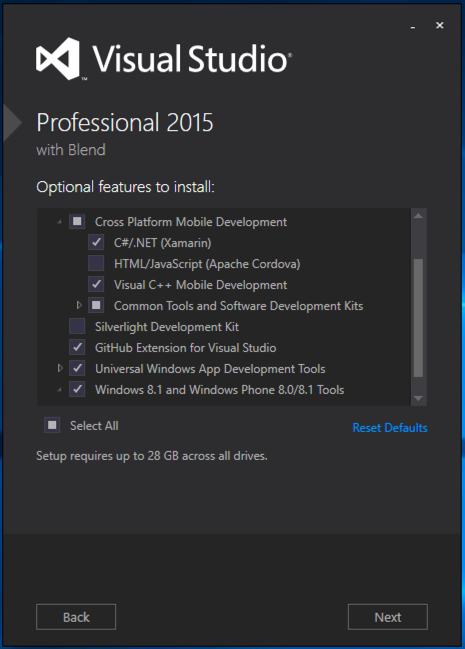 Visual Studio®
™
Professional 2015
with Blend
Optional features to install:
Cross Platform Mobile Development
C#/.NET (Xamarin)
HTML/JavaScript (Apache Cordova)
Visual C++ Mobile Development
Common Tools and Software Development Kits
Silverlight Development Kit
GitHub Extension for Visual Studio
Universal Windows App Development Tools
Windows 8.1 and Windows Phone 8.0/8.1 Tools
Select All
Reset Defaults
Setup requires up to 28 GB across all drives.
Back
Next